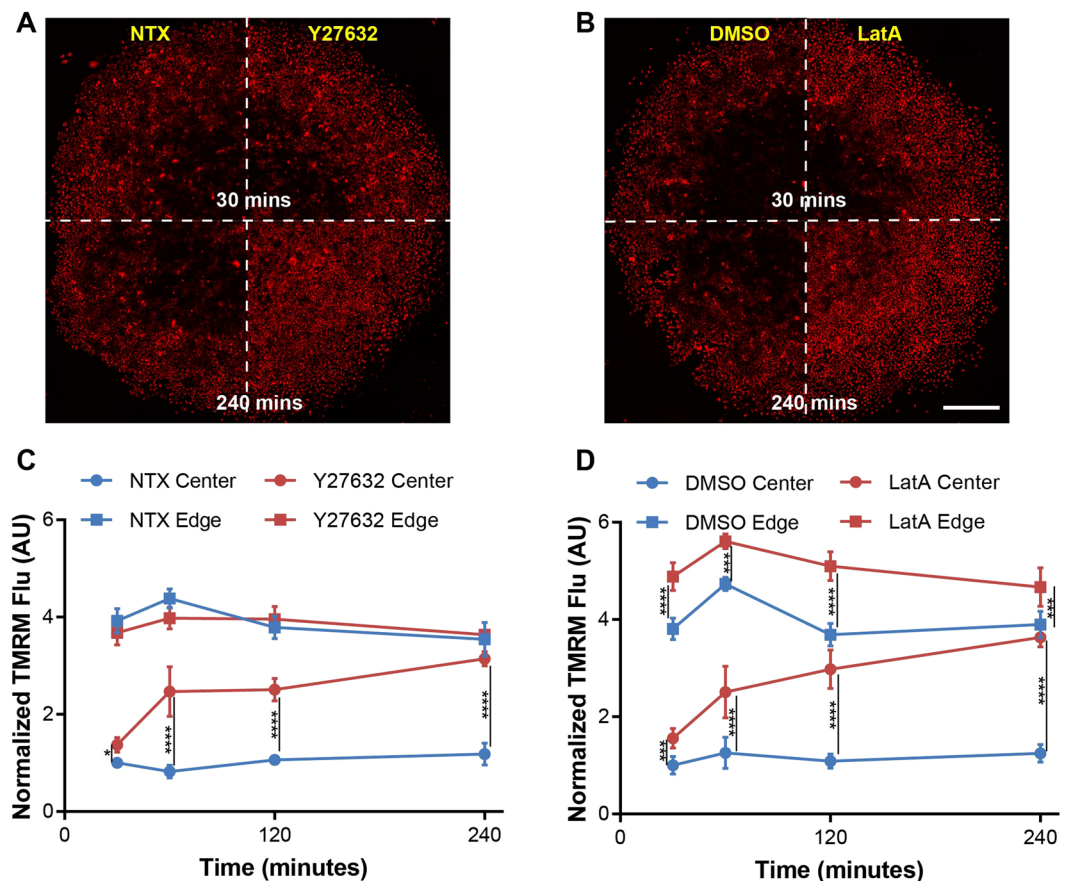 A
NTX Y27632
30 mins
240 mins
B
DMSO LatA
30 mins
240 mins
C
NTX Center Y27632 Center
NTX Edge Y27632 Edge
Normalized TMRM Flu (AU)
6
4
2
0
* **** **** ****
0 120 240
Time (minutes)
D
DMSO Center LatA Center
DMSO Edge LatA Edge
Normalized TMRM Flu (AU)
6
4
2
0
**** *** **** ***
*** **** **** ****
0 120 240
Time (minutes)